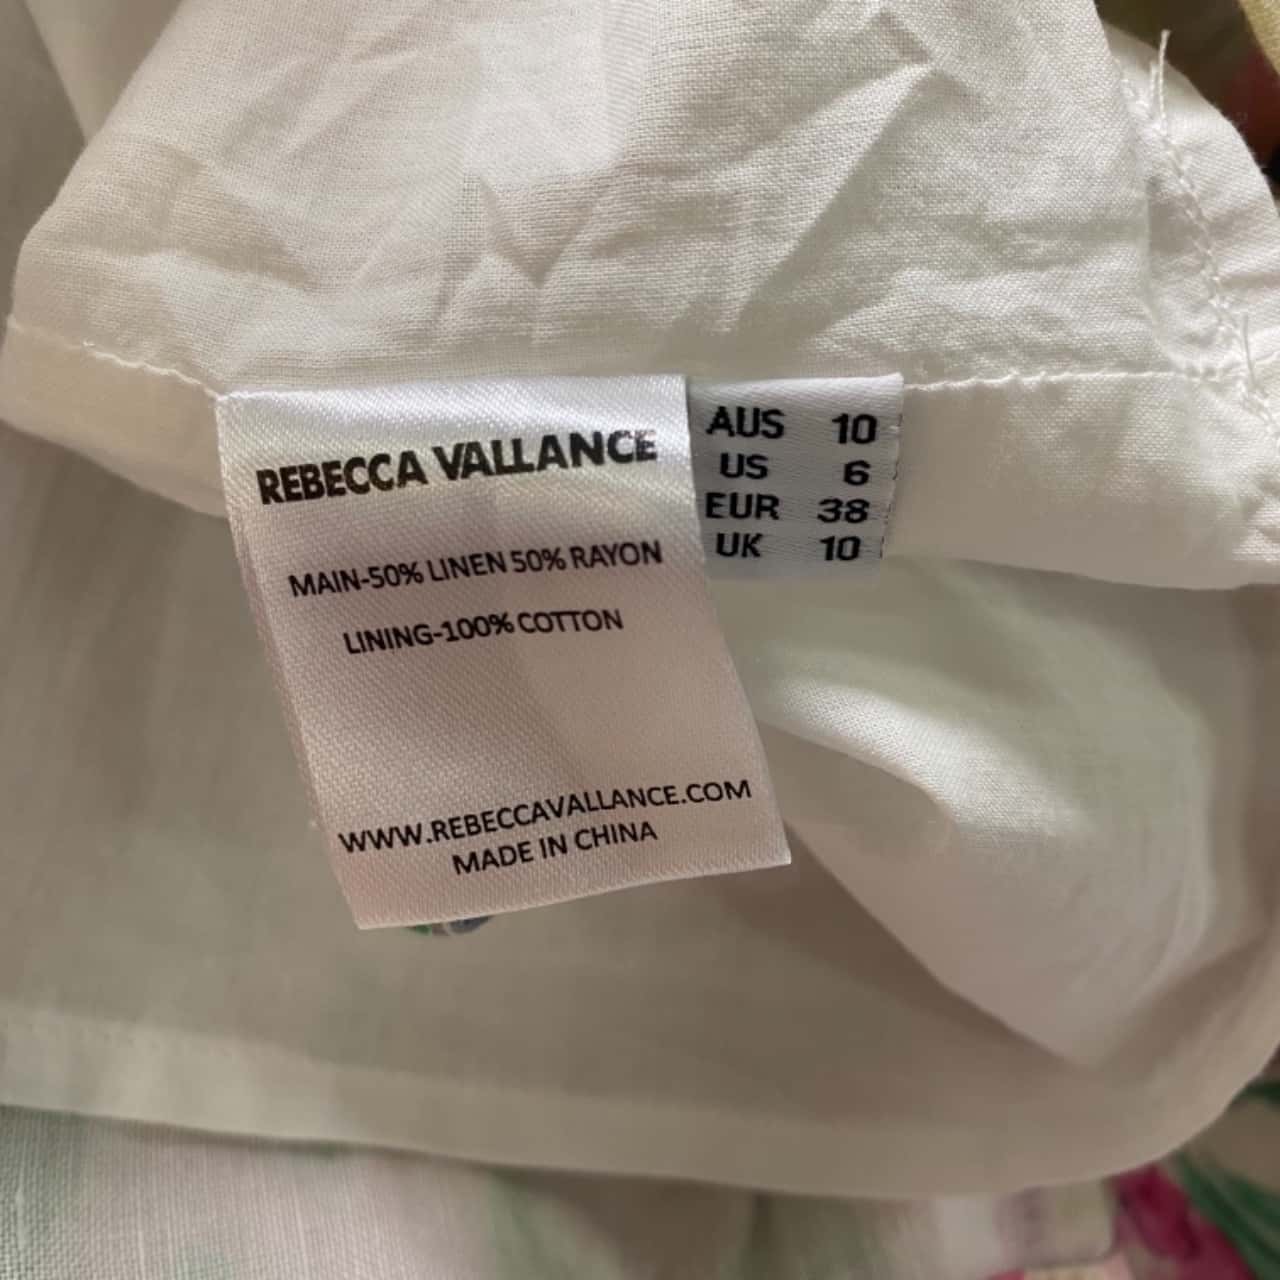 REBECCA VALLANCE
MAIN-50% LINEN 50% RAYON
LINING-100% COTTON
WWW.REBECCAVALLANCE.COM
MADE IN CHINA
AUS 10
US 6
EUR 38
UK 10